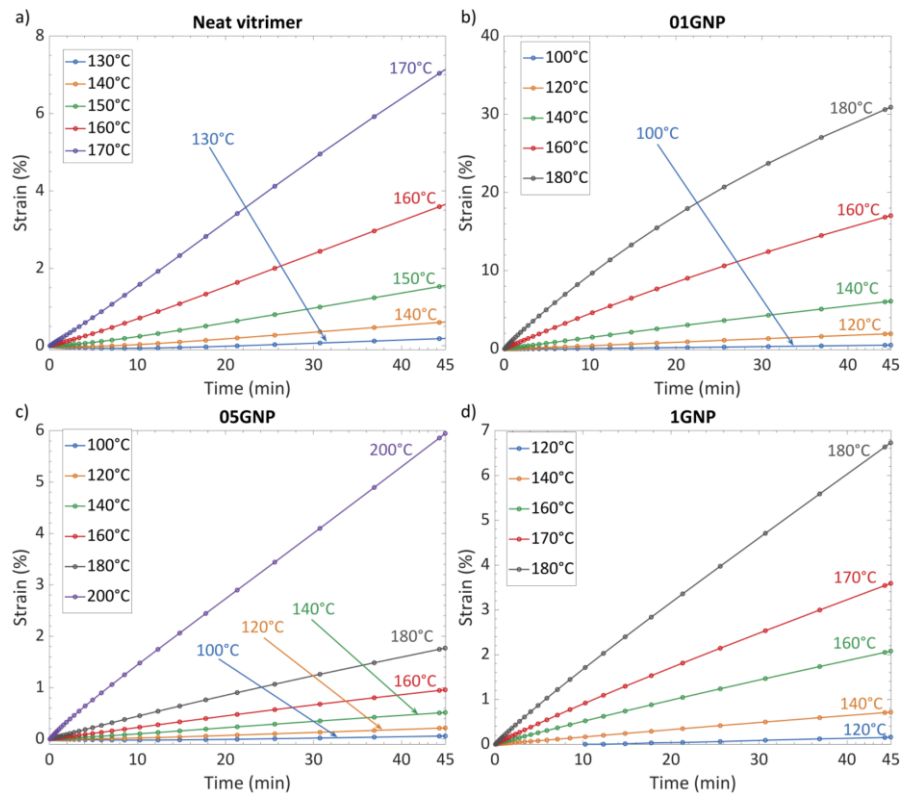 a)
Neat vitrimer
8
6
4
2
0
0
10
20
30
40
45
Strain (%)
Time (min)
130°C
140°C
150°C
160°C
170°C
130°C
170°C
160°C
150°C
140°C
b)
01GNP
40
30
20
10
0
0
10
20
30
40
45
Strain (%)
Time (min)
100°C
120°C
140°C
160°C
180°C
100°C
180°C
160°C
140°C
120°C
c)
05GNP
6
5
4
3
2
1
0
0
10
20
30
40
45
Strain (%)
Time (min)
100°C
120°C
140°C
160°C
180°C
200°C
200°C
140°C
120°C
100°C
180°C
160°C
d)
1GNP
7
6
5
4
3
2
1
0
0
10
20
30
40
45
Strain (%)
Time (min)
120°C
140°C
160°C
170°C
180°C
180°C
170°C
160°C
140°C
120°C